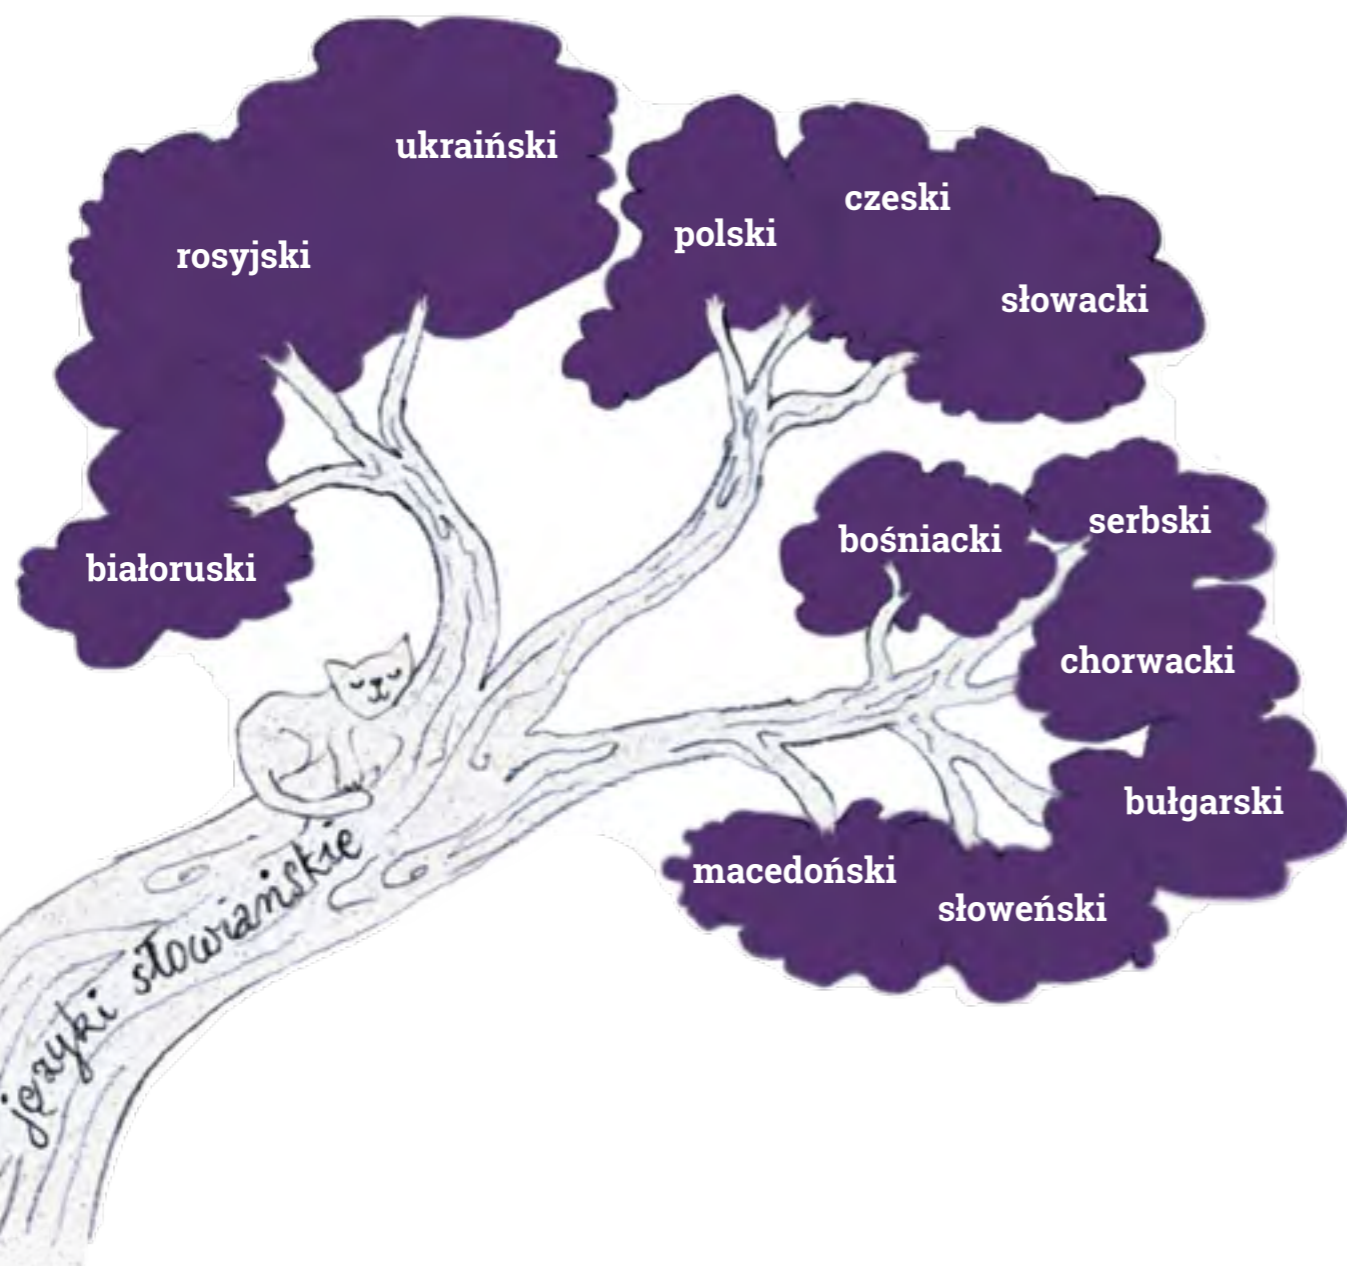 ukraiński
rosyjski
białoruski
polski
czeski
słowacki
bośniacki
serbski
chorwacki
bułgarski
macedoński
słoweński
języki słowiańskie